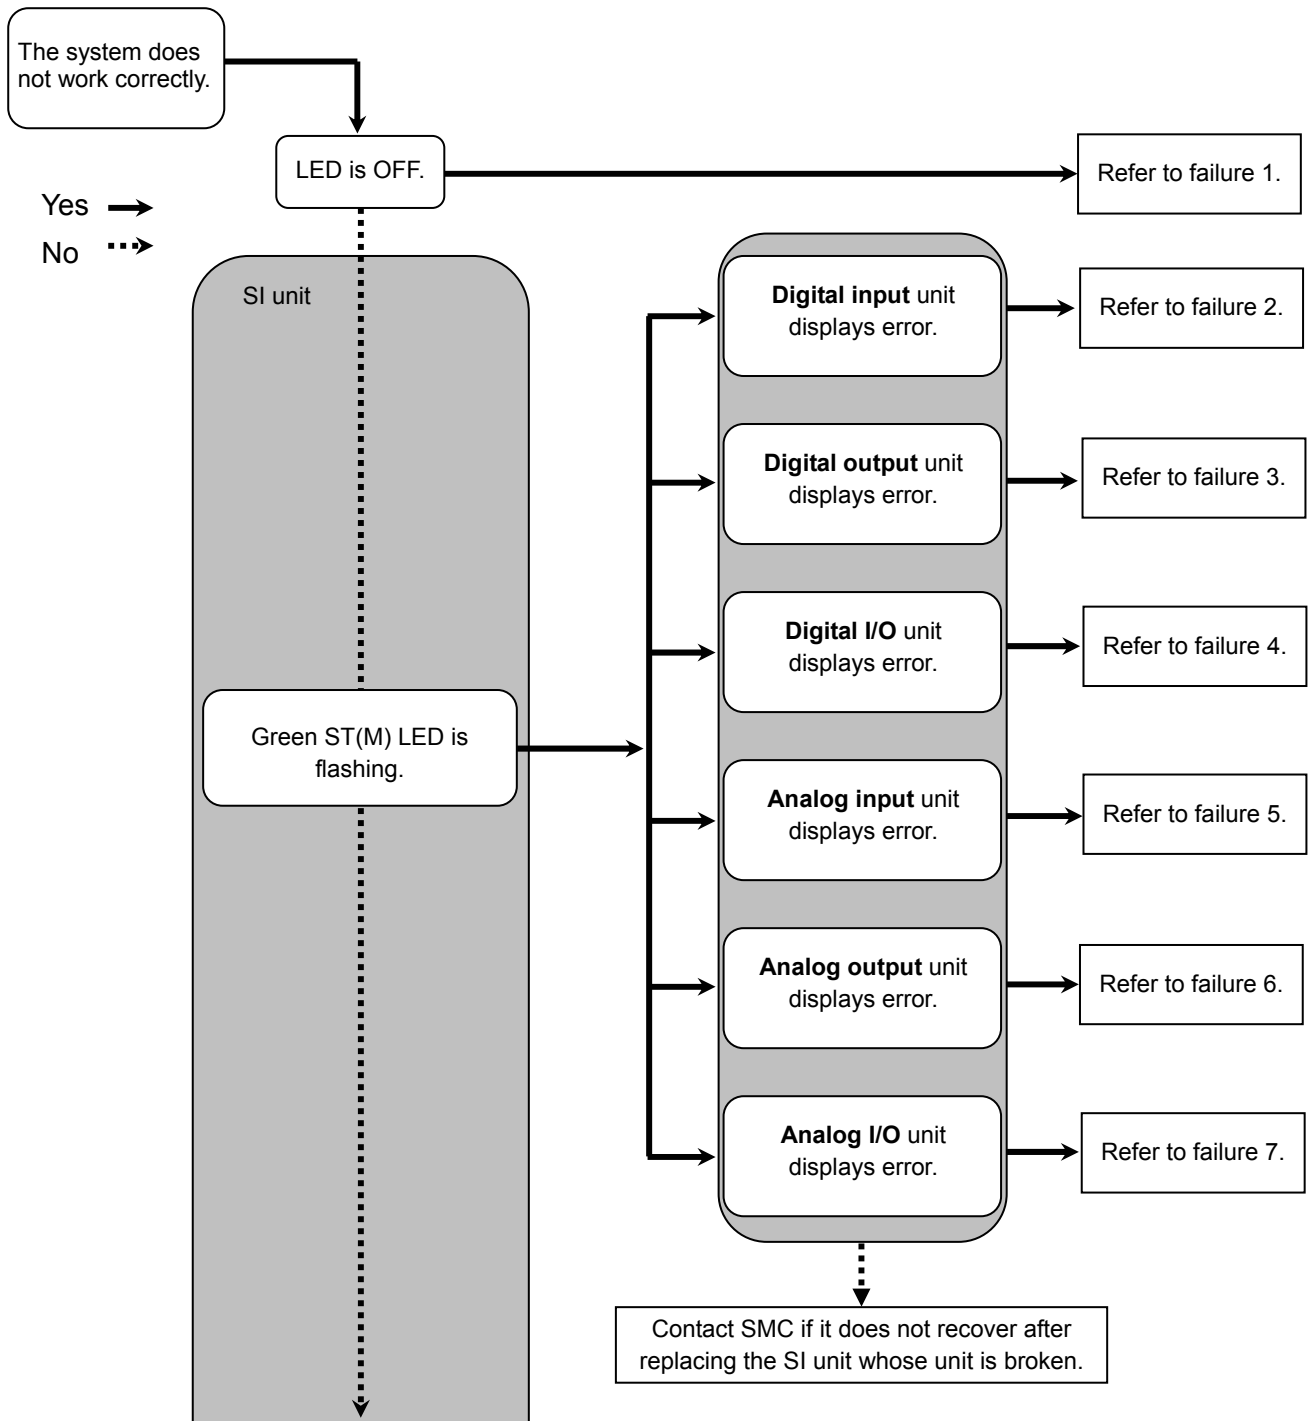 The system does
not work correctly.
LED is OFF.
Refer to failure 1.
Yes
No
SI unit
Digital input unit
displays error.
Refer to failure 2.
Digital output unit
displays error.
Refer to failure 3.
Digital I/O unit
displays error.
Refer to failure 4.
Green ST(M) LED is
flashing.
Analog input unit
displays error.
Refer to failure 5.
Analog output unit
displays error.
Refer to failure 6.
Analog I/O unit
displays error.
Refer to failure 7.
Contact SMC if it does not recover after
replacing the SI unit whose unit is broken.